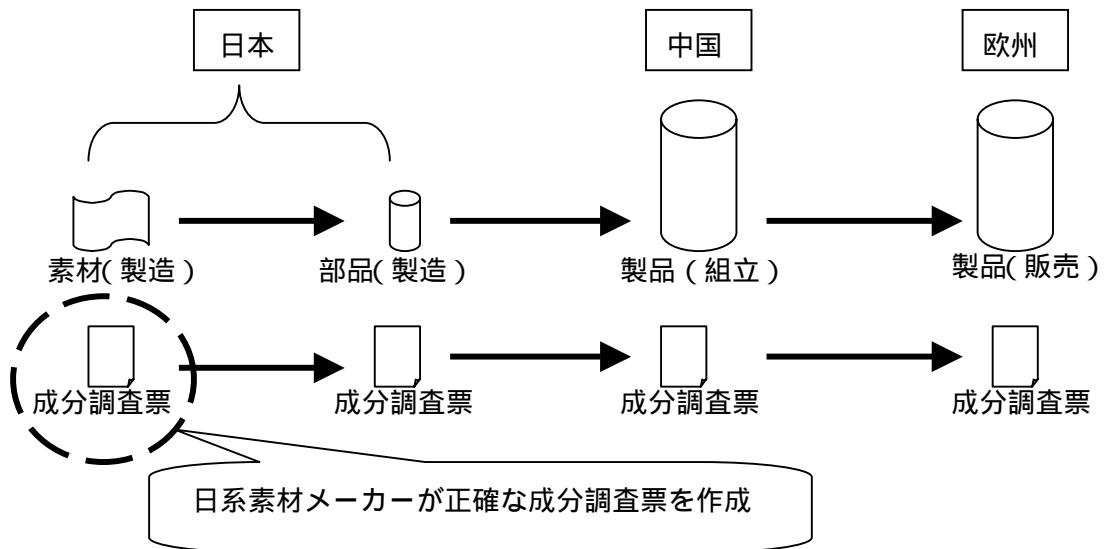 日本
中国
欧州
素材(製造)
部品(製造)
製品(組立)
製品(販売)
成分調査票
成分調査票
成分調査票
成分調査票
日系素材メーカーが正確な成分調査票を作成